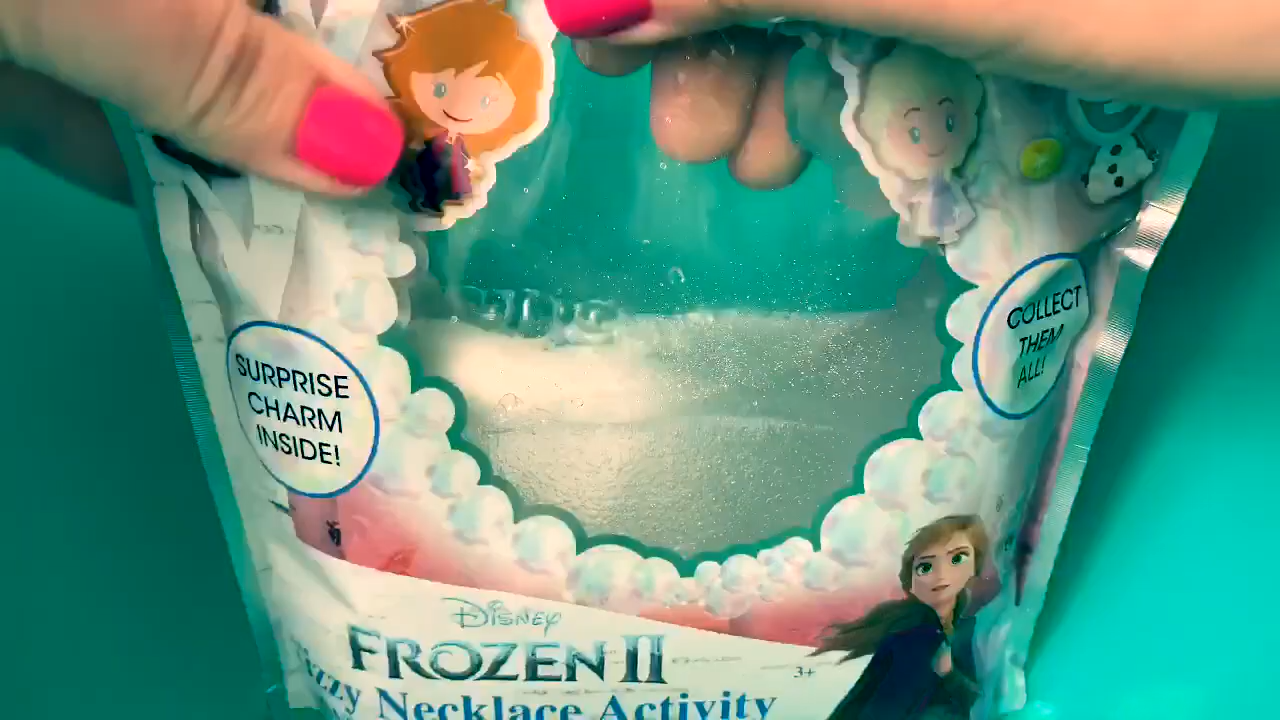 SURPRISE
CHARM
INSIDE!
COLLECT
THEM
ALL!
DISNEY
FROZEN II
3+
Necklace Activity